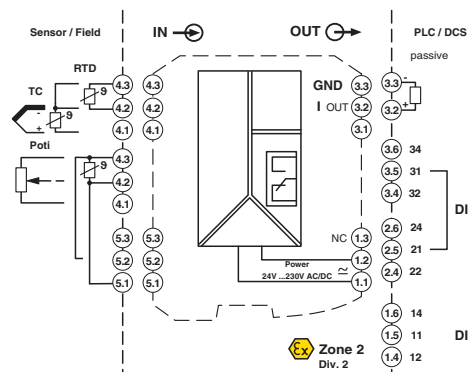 Sensor / Field
IN
OUT
PLC / DCS
passive
RTD
TC
- +
ϑ
ϑ
4.3
4.2
4.1
4.3
4.2
4.1
GND 3.3
I OUT 3.2
3.1
3.3 -
3.2 +
Poti
ϑ
4.3
4.2
4.1
3.6 34
3.5 31
3.4 32
DI
5.3
5.2
5.1
5.3
5.2
5.1
NC 1.3
Power 1.2
24V ...230V AC/DC ≃ 1.1
2.6 24
2.5 21
2.4 22
1.6 14
1.5 11
1.4 12
DI
Ex Zone 2
Div. 2